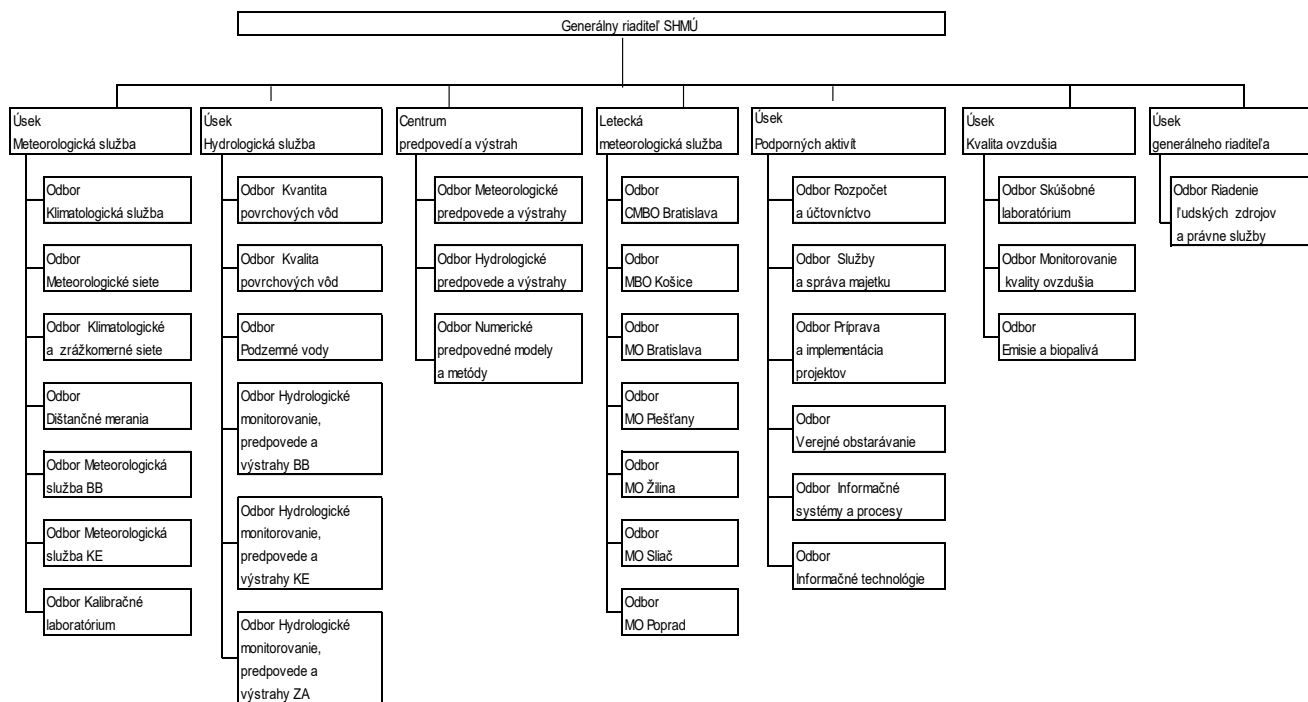 Generálny riaditeľ SHMÚ
Úsek
Meteorologická služba
Odbor
Klimatologická služba
Odbor
Meteorologické siete
Odbor Klimatologické
a zrážkomerné siete
Odbor
Dištančné merania
Odbor Meteorologická
služba BB
Odbor Meteorologická
služba KE
Odbor Kalibračné
laboratórium
Úsek
Hydrologická služba
Odbor Kvantita
povrchových vôd
Odbor Kvalita
povrchových vôd
Odbor
Podzemné vody
Odbor Hydrologické
monitorovanie,
predpovede a
výstrahy BB
Odbor Hydrologické
monitorovanie,
predpovede a
výstrahy KE
Odbor Hydrologické
monitorovanie,
predpovede a
výstrahy ZA
Centrum
predpovedí a výstrah
Odbor Meteorologické
predpovede a výstrahy
Odbor Hydrologické
predpovede a výstrahy
Odbor Numerické
predpovedné modely
a metódy
Letecká
meteorologická služba
Odbor
CMBO Bratislava
Odbor
MBO Košice
Odbor
MO Bratislava
Odbor
MO Piešťany
Odbor
MO Žilina
Odbor
MO Sliač
Odbor
MO Poprad
Úsek
Podporných aktivít
Odbor Rozpočet
a účtovníctvo
Odbor Služby
a správa majetku
Odbor Príprava
a implementácia
projektov
Odbor
Verejné obstarávanie
Odbor Informačné
systémy a procesy
Odbor
Informačné technológie
Úsek
Kvalita ovzdušia
Odbor Skúšobné
laboratórium
Odbor Monitorovanie
kvality ovzdušia
Odbor
Emisie a biopalivá
Úsek
generálneho riaditeľa
Odbor Riadenie
ľudských zdrojov
a právne služby